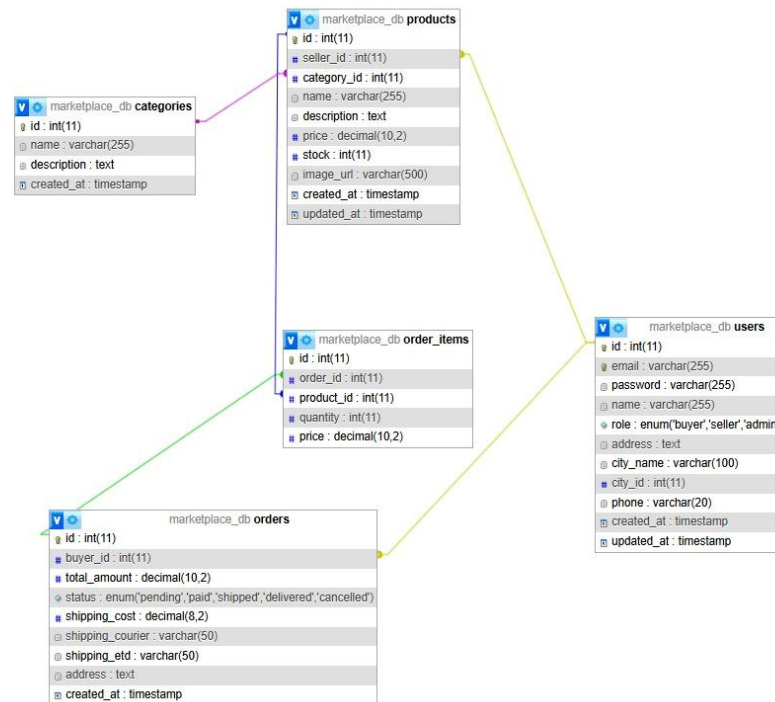 marketplace_db products
id : int(11)
seller_id : int(11)
category_id : int(11)
name : varchar(255)
description : text
price : decimal(10,2)
stock : int(11)
image_url : varchar(500)
created_at : timestamp
updated_at : timestamp
marketplace_db categories
id : int(11)
name : varchar(255)
description : text
created_at : timestamp
marketplace_db order_items
id : int(11)
order_id : int(11)
product_id : int(11)
quantity : int(11)
price : decimal(10,2)
marketplace_db users
id : int(11)
email : varchar(255)
password : varchar(255)
name : varchar(255)
role : enum('buyer','seller','admin
address : text
city_name : varchar(100)
city_id : int(11)
phone : varchar(20)
created_at : timestamp
updated_at : timestamp
marketplace_db orders
id : int(11)
buyer_id : int(11)
total_amount : decimal(10,2)
status : enum('pending','paid','shipped','delivered','cancelled')
shipping_cost : decimal(8,2)
shipping_courier : varchar(50)
shipping_etd : varchar(50)
address : text
created_at : timestamp